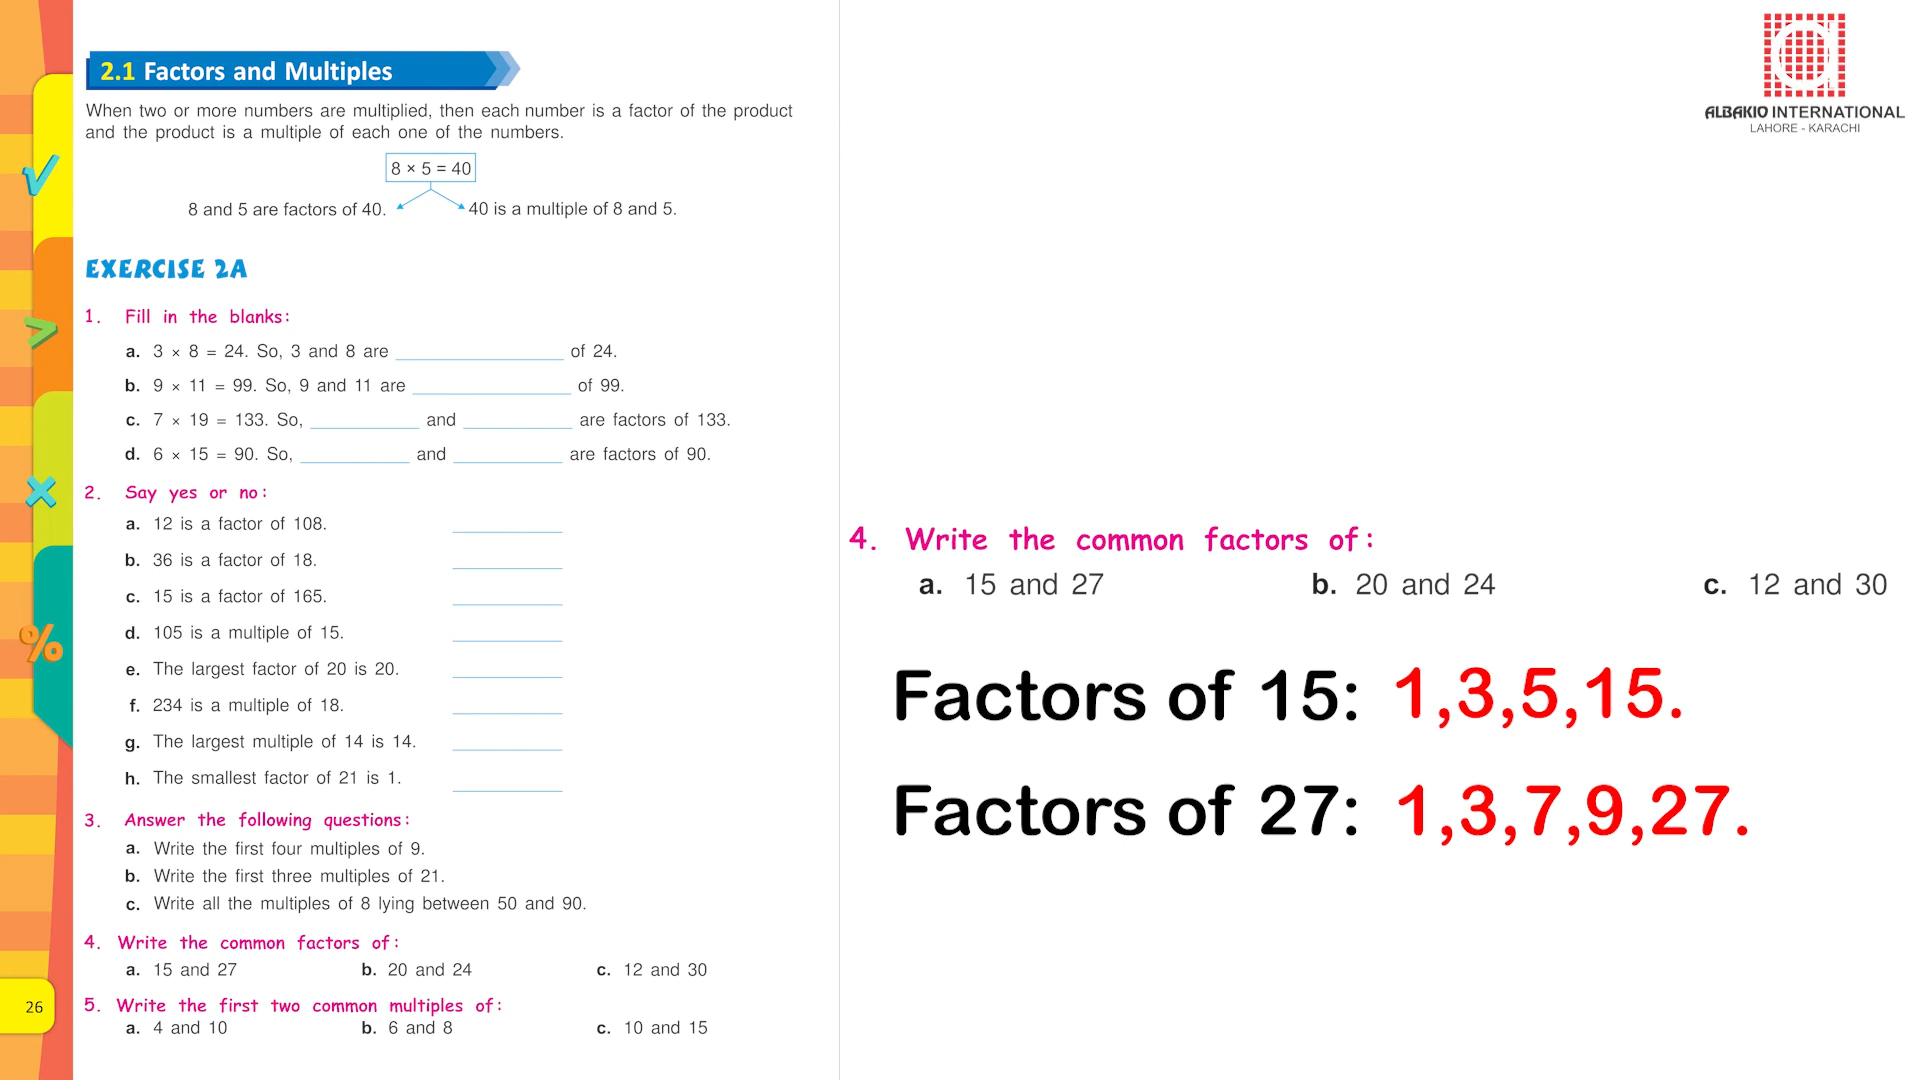 2.1 Factors and Multiples
When two or more numbers are multiplied, then each number is a factor of the product
and the product is a multiple of each one of the numbers.
8 × 5 = 40
8 and 5 are factors of 40.
40 is a multiple of 8 and 5.
EXERCISE 2A
1. Fill in the blanks:
a. 3 × 8 = 24. So, 3 and 8 are ____ of 24.
b. 9 × 11 = 99. So, 9 and 11 are ____ of 99.
c. 7 × 19 = 133. So, ____ and ____ are factors of 133.
d. 6 × 15 = 90. So, ____ and ____ are factors of 90.
2. Say yes or no:
a. 12 is a factor of 108.
b. 36 is a factor of 18.
c. 15 is a factor of 165.
d. 105 is a multiple of 15.
e. The largest factor of 20 is 20.
f. 234 is a multiple of 18.
g. The largest multiple of 14 is 14.
h. The smallest factor of 21 is 1.
3. Answer the following questions:
a. Write the first four multiples of 9.
b. Write the first three multiples of 21.
c. Write all the multiples of 8 lying between 50 and 90.
4. Write the common factors of:
a. 15 and 27 b. 20 and 24 c. 12 and 30
5. Write the first two common multiples of:
a. 4 and 10 b. 6 and 8 c. 10 and 15
26
√
>
×
%
ALBAKIO INTERNATIONAL
LAHORE - KARACHI
4. Write the common factors of:
a. 15 and 27 b. 20 and 24 c. 12 and 30
Factors of 15: 1,3,5,15.
Factors of 27: 1,3,7,9,27.